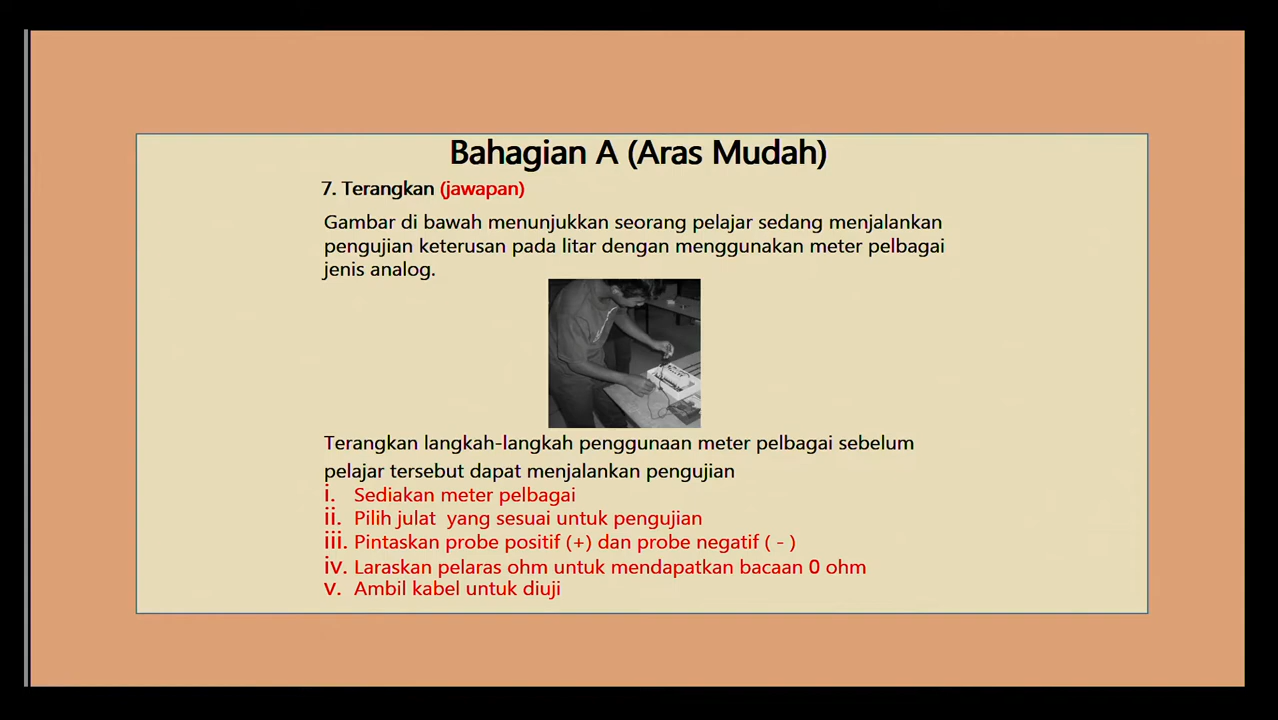 Bahagian A (Aras Mudah)
7. Terangkan (jawapan)
Gambar di bawah menunjukkan seorang pelajar sedang menjalankan
pengujian keterusan pada litar dengan menggunakan meter pelbagai
jenis analog.
Terangkan langkah-langkah penggunaan meter pelbagai sebelum
pelajar tersebut dapat menjalankan pengujian
i. Sediakan meter pelbagai
ii. Pilih julat yang sesuai untuk pengujian
iii. Pintaskan probe positif (+) dan probe negatif ( - )
iv. Laraskan pelaras ohm untuk mendapatkan bacaan 0 ohm
v. Ambil kabel untuk diuji